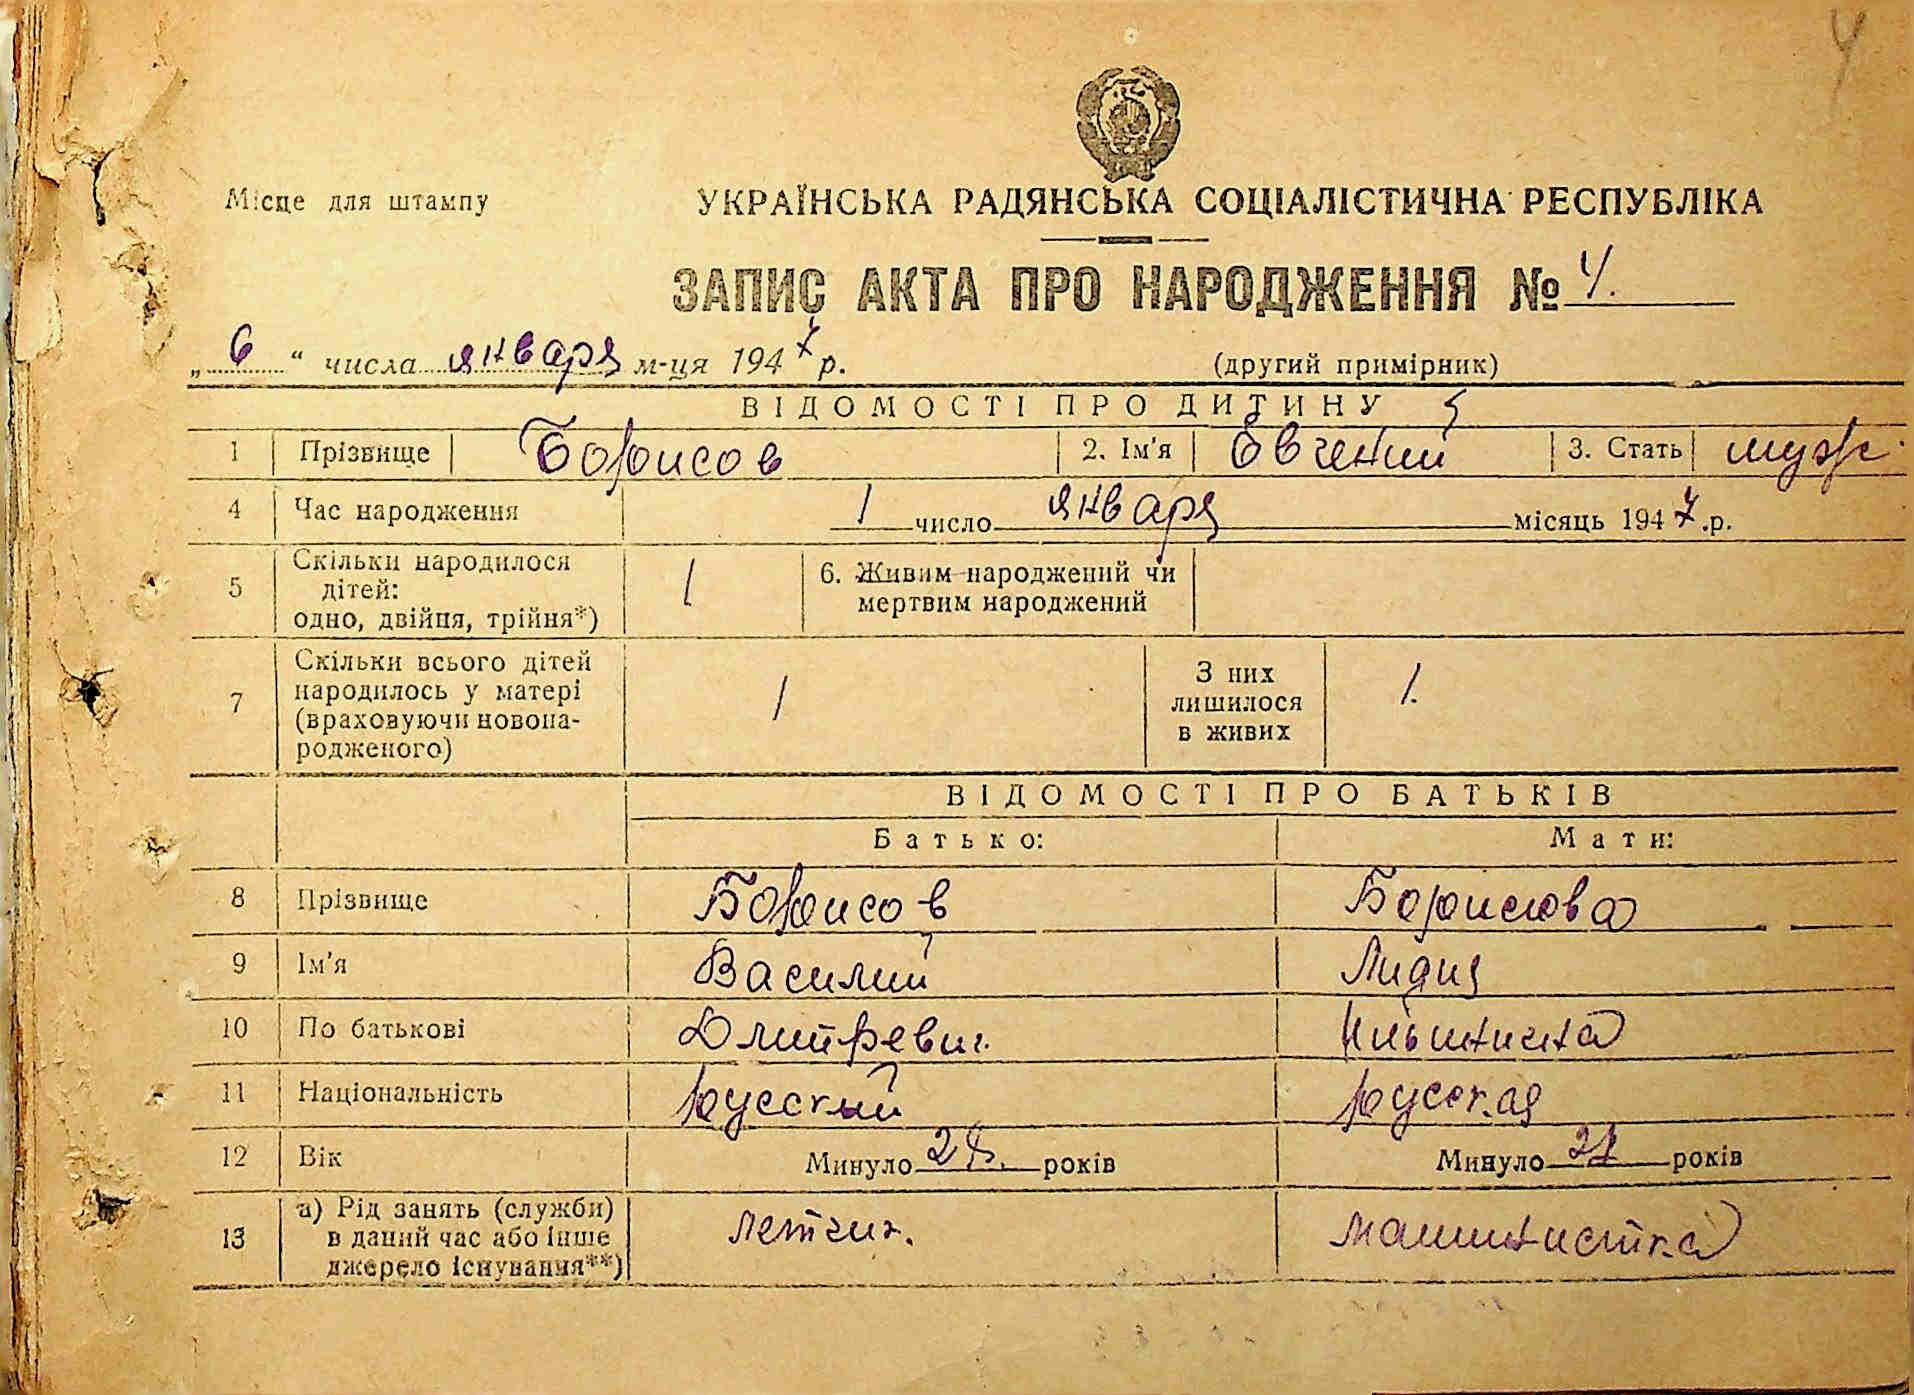 4
Місце для штампу
УКРАЇНСЬКА РАДЯНСЬКА СОЦІАЛІСТИЧНА РЕСПУБЛІКА
ЗАПИС АКТА ПРО НАРОДЖЕННЯ № 4.
„6“ числа января м-ця 1947 р.
(другий примірник)
ВІДОМОСТІ ПРО ДИТИНУ
1 Прізвище Борисов 2. Ім'я Евгений 3. Стать муж.
4 Час народження 1 число января місяць 1947 .р.
5 Скільки народилося дітей: одно, двійня, трійня*) 1 6. Живим народжений чи мертвим народжений
7 Скільки всього дітей народилось у матері (враховуючи новона-родженого) 1 З них лишилося в живих 1.
ВІДОМОСТІ ПРО БАТЬКІВ
Батько: Мати:
8 Прізвище Борисов Борисова
9 Ім'я Василий Лидия
10 По батькові Дмитревич. Ильинична
11 Національність русский русская
12 Вік Минуло років Минуло років
13 а) Рід занять (служби) в даний час або інше джерело існування**) летчик. машинистка